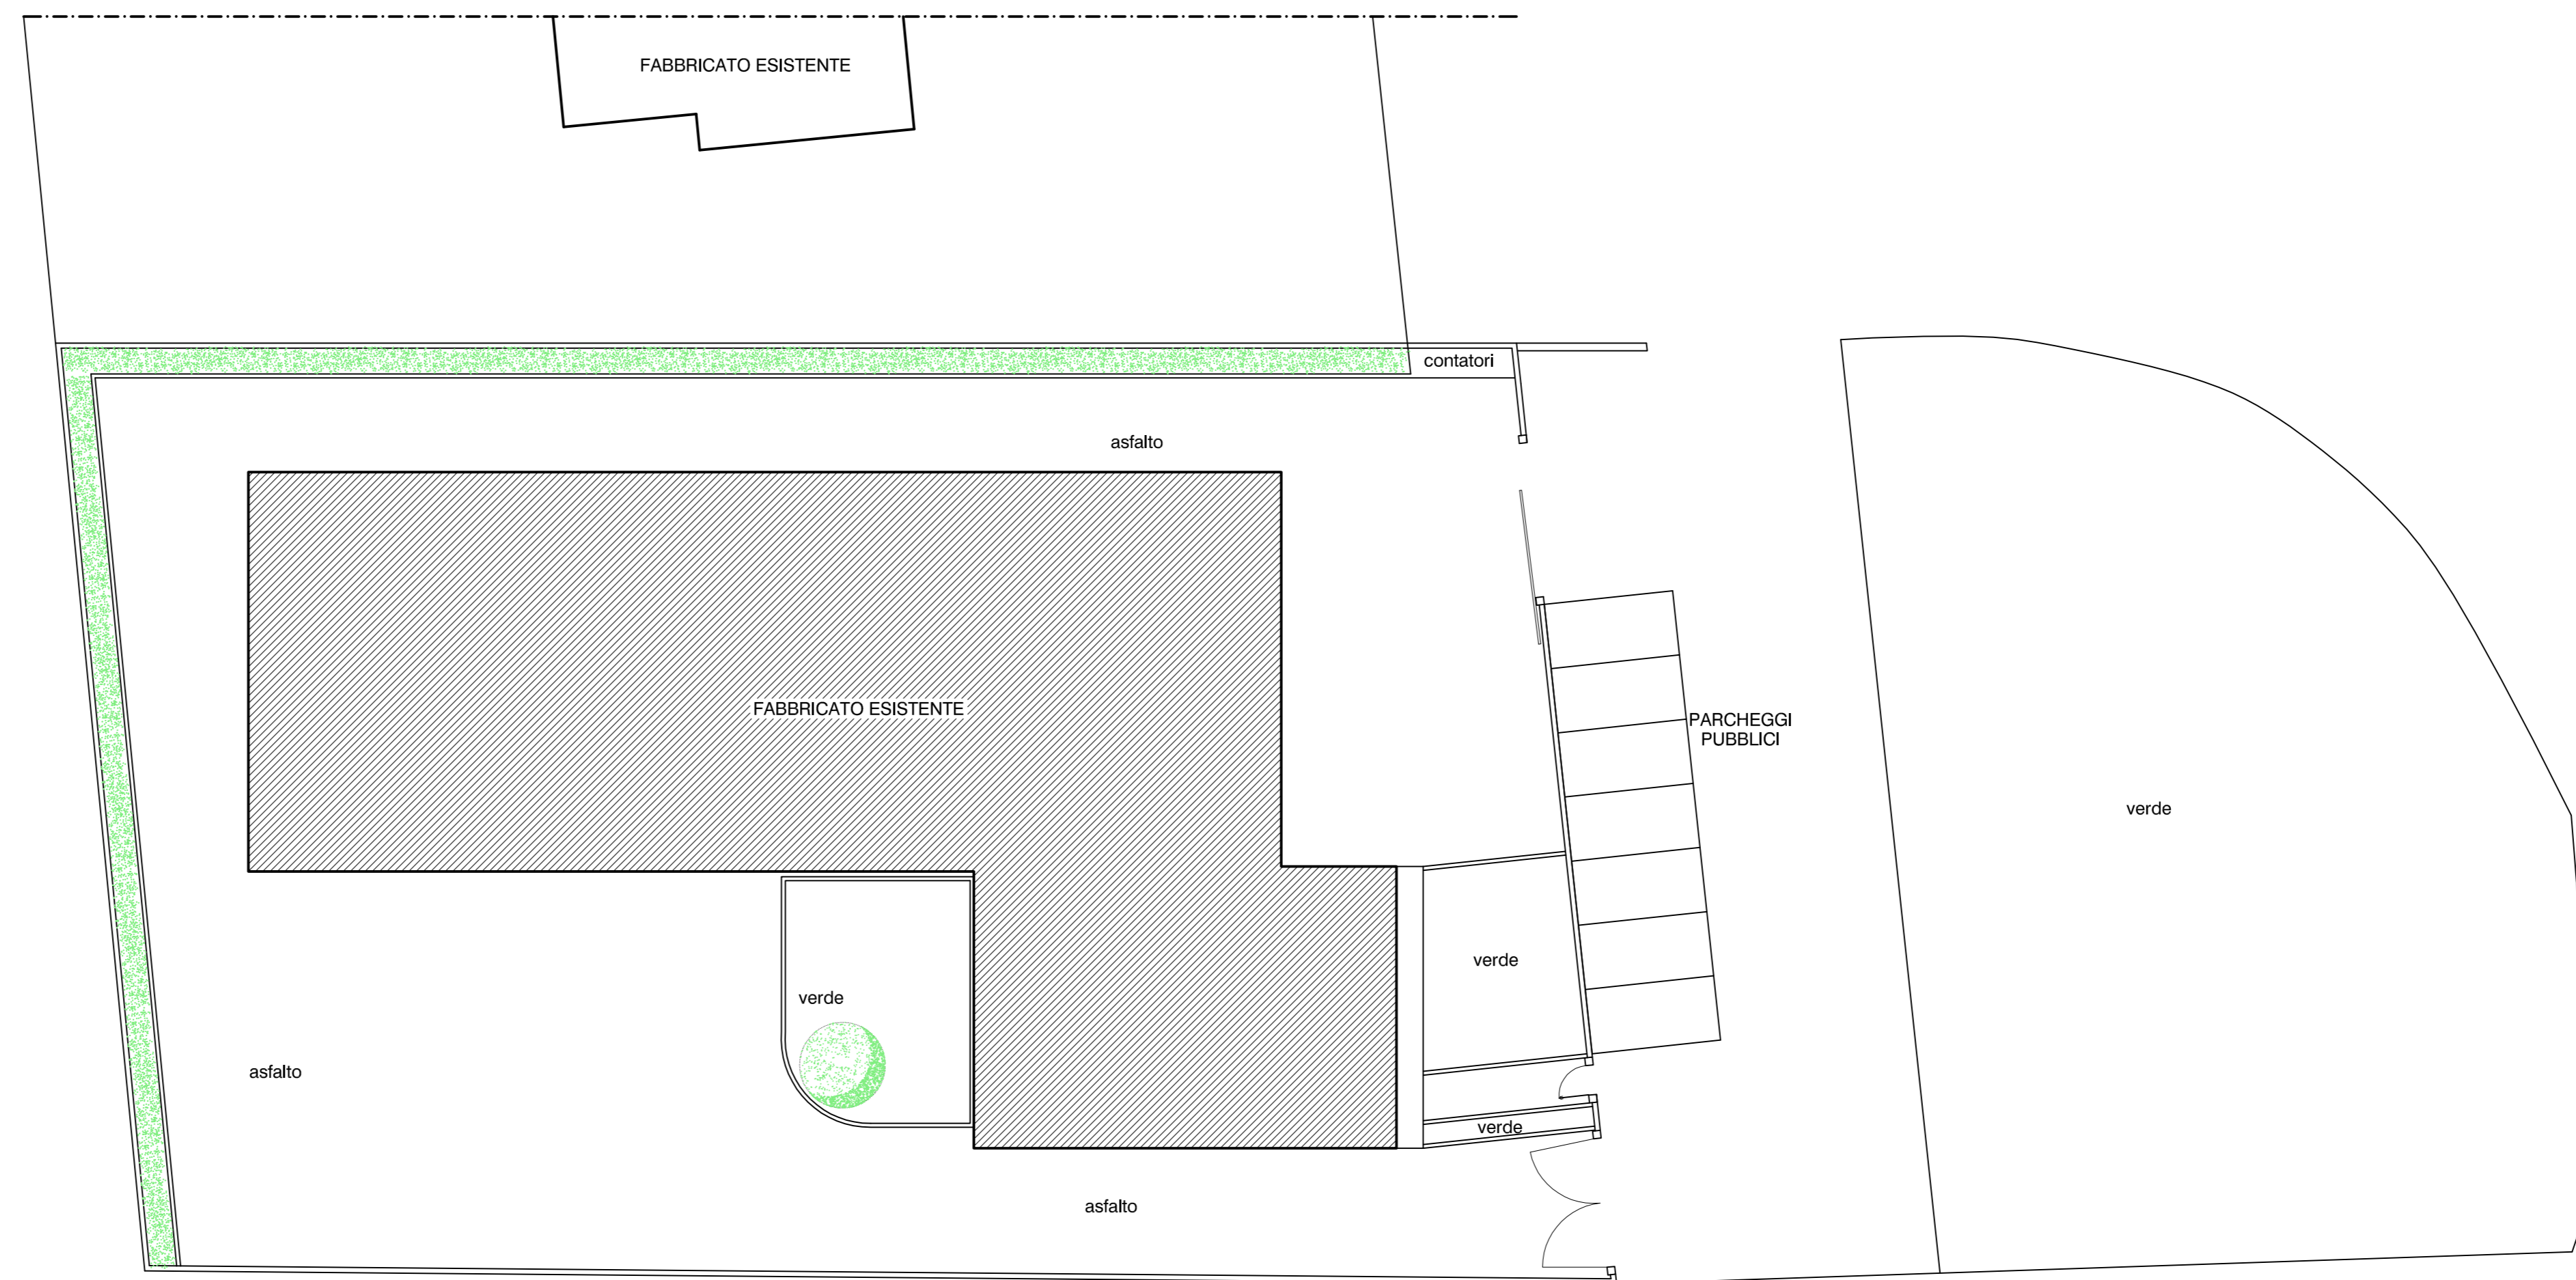 FABBRICATO ESISTENTE
contatori
asfalto
FABBRICATO ESISTENTE
PARCHEGGI
PUBBLICI
verde
verde
verde
asfalto
verde
asfalto